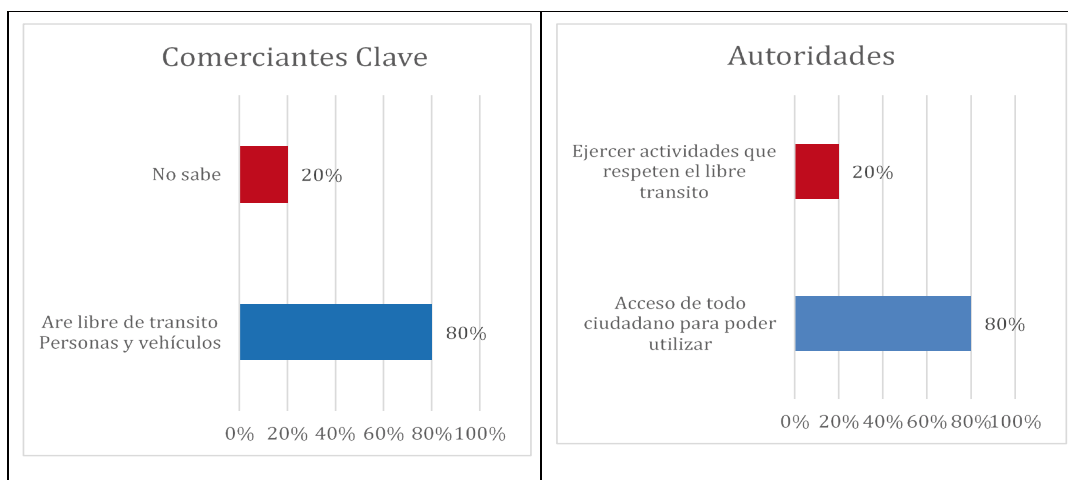 Comerciantes Clave
No sabe
20%
Are libre de transito
Personas y vehículos
80%
0% 20% 40% 60% 80% 100%
Autoridades
Ejercer actividades que
respeten el libre
transito
20%
Acceso de todo
ciudadano para poder
utilizar
80%
0% 20% 40% 60% 80% 100%